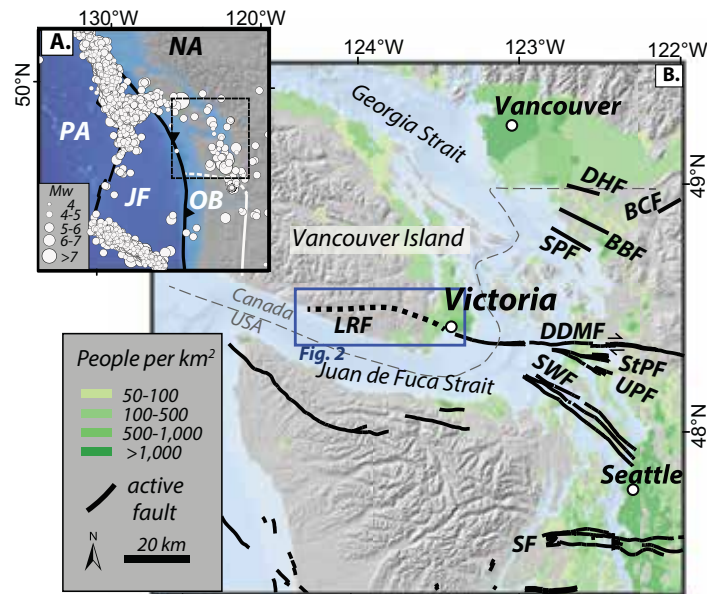 130°W
120°W
A.
NA
50°N
PA
JF
OB
Mw
4
4-5
5-6
6-7
>7
124°W
123°W
122°W
B.
Georgia Strait
Vancouver
49°N
DHF
BCF
BBF
SPF
Vancouver Island
Canada
USA
LRF
Victoria
Fig. 2
DDMF
StPF
SWF
UPF
Juan de Fuca Strait
48°N
Seattle
SF
People per km²
50-100
100-500
500-1,000
>1,000
active
fault
N
20 km